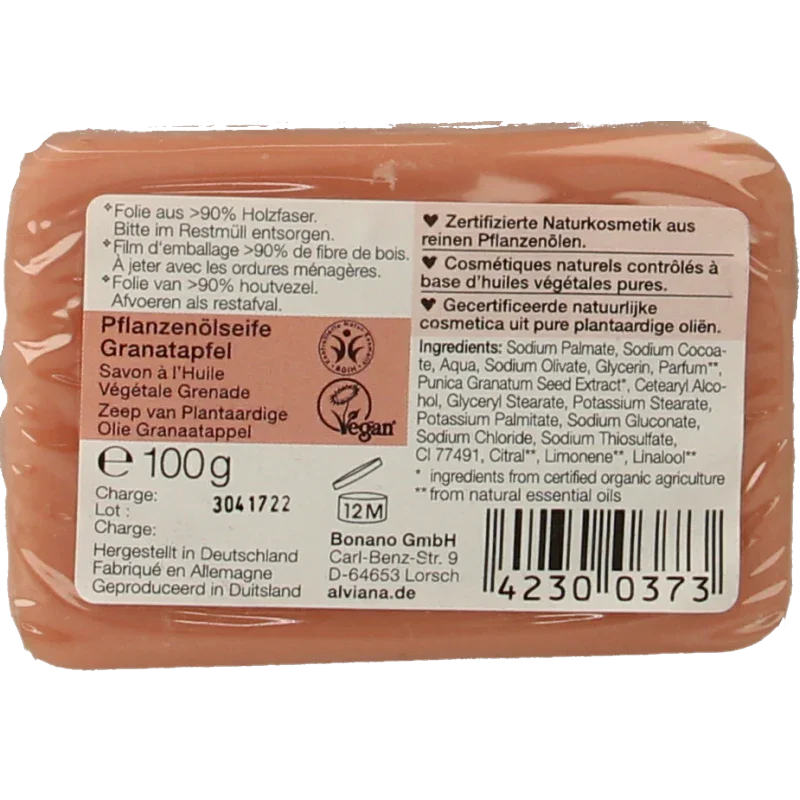 *Folie aus >90% Holzfaser.
Bitte im Restmüll entsorgen.
*Film d'emballage >90% de fibre de bois.
À jeter avec les ordures ménagères.
*Folie van >90% houtvezel.
Afvoeren als restafval.
Pflanzenölseife
Granatapfel
Savon à l'Huile
Végétale Grenade
Zeep van Plantaardige
Olie Granaatappel
Vegan
℮ 100g
Charge:
Lot :
Charge:
3041722
12M
Hergestellt in Deutschland
Fabriqué en Allemagne
Geproduceerd in Duitsland
♥ Zertifizierte Naturkosmetik aus
reinen Pflanzenölen.
♥ Cosmétiques naturels contrôlés à
base d'huiles végétales pures.
♥ Gecertificeerde natuurlijke
cosmetica uit pure plantaardige oliën.
Ingredients: Sodium Palmate, Sodium Cocoa-
te, Aqua, Sodium Olivate, Glycerin, Parfum**,
Punica Granatum Seed Extract*, Cetearyl Alco-
hol, Glyceryl Stearate, Potassium Stearate,
Potassium Palmitate, Sodium Gluconate,
Sodium Chloride, Sodium Thiosulfate,
CI 77491, Citral**, Limonene**, Linalool**
* ingredients from certified organic agriculture
**from natural essential oils
Bonano GmbH
Carl-Benz-Str. 9
D-64653 Lorsch
alviana.de
4230 0373